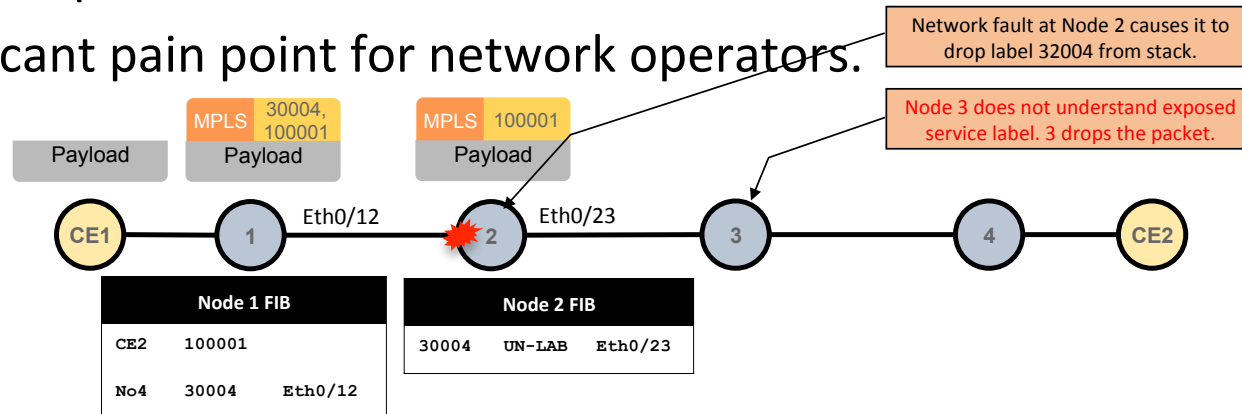 cant pain point for network operators.
Network fault at Node 2 causes it to
drop label 32004 from stack.
Node 3 does not understand exposed
service label. 3 drops the packet.
MPLS 30004,
100001
MPLS 100001
Payload
Payload
Payload
CE1
1
Eth0/12
2
Eth0/23
3
4
CE2
Node 1 FIB
CE2 100001
No4 30004 Eth0/12
Node 2 FIB
30004 UN-LAB Eth0/23